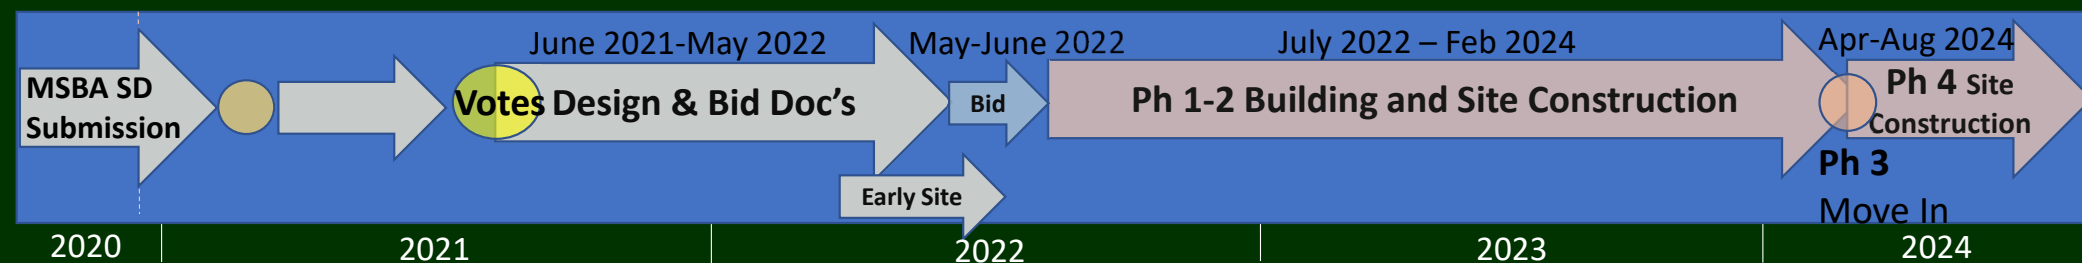 June 2021-May 2022
May-June 2022
July 2022 – Feb 2024
Apr-Aug 2024
MSBA SD
Submission
Votes Design & Bid Doc’s
Bid
Ph 1-2 Building and Site Construction
Ph 4 Site
Construction
Ph 3
Move In
Early Site
2020
2021
2022
2023
2024